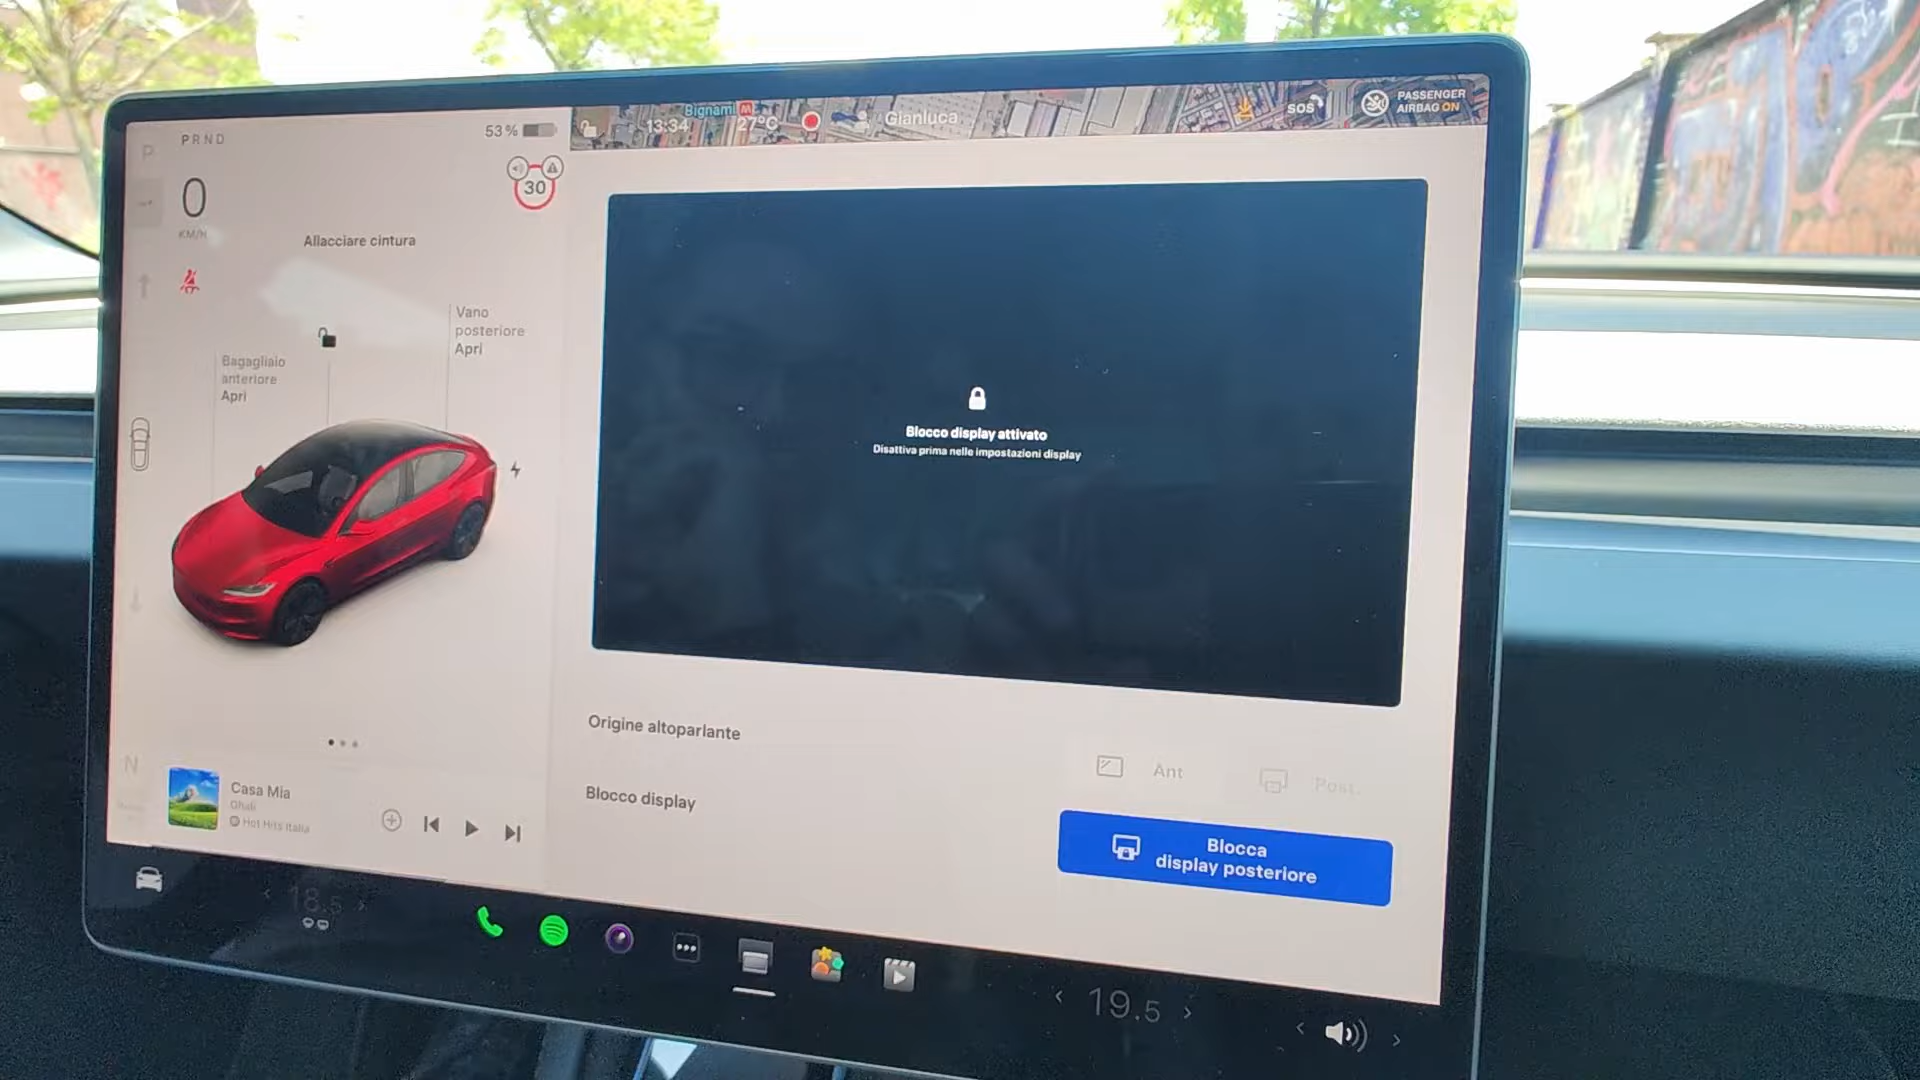 PRND
53%
0
KM/H
30
Allacciare cintura
Vano
posteriore
Apri
Bagagliaio
anteriore
Apri
P
N
Casa Mia
Ghali
Hot Hits Italia
Bignami M
13:34
27°C
Gianluca
SOS
PASSENGER
AIRBAG ON
Blocco display attivato
Disattiva prima nelle impostazioni display
Origine altoparlante
Ant
Post.
Blocco display
Blocca
display posteriore
18.5
19.5